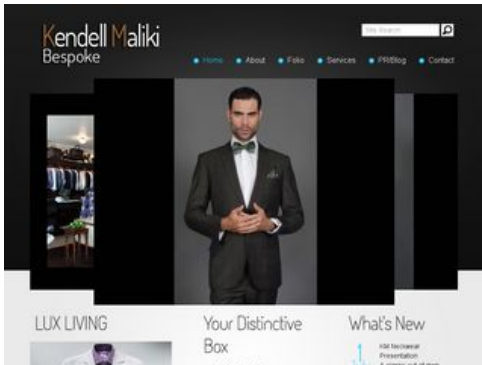 Kendell Maliki
Bespoke
Site Search
Home
About
Folio
Services
PR/Blog
Contact
LUX LIVING
Your Distinctive
Box
What's New
KM Neckwear
Presentation